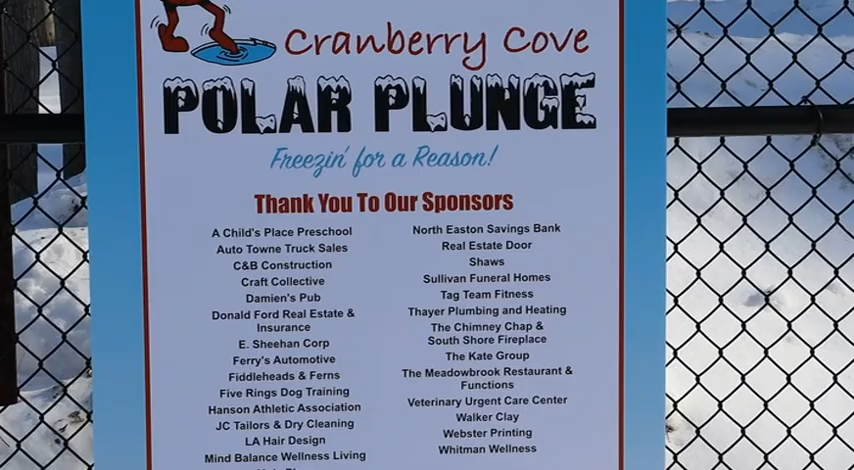 Cranberry Cove
POLAR PLUNGE
Freezin' for a Reason!
Thank You To Our Sponsors
A Child's Place Preschool
Auto Towne Truck Sales
C&B Construction
Craft Collective
Damien's Pub
Donald Ford Real Estate &
Insurance
E. Sheehan Corp
Ferry's Automotive
Fiddleheads & Ferns
Five Rings Dog Training
Hanson Athletic Association
JC Tailors & Dry Cleaning
LA Hair Design
Mind Balance Wellness Living
North Easton Savings Bank
Real Estate Door
Shaws
Sullivan Funeral Homes
Tag Team Fitness
Thayer Plumbing and Heating
The Chimney Chap &
South Shore Fireplace
The Kate Group
The Meadowbrook Restaurant &
Functions
Veterinary Urgent Care Center
Walker Clay
Webster Printing
Whitman Wellness